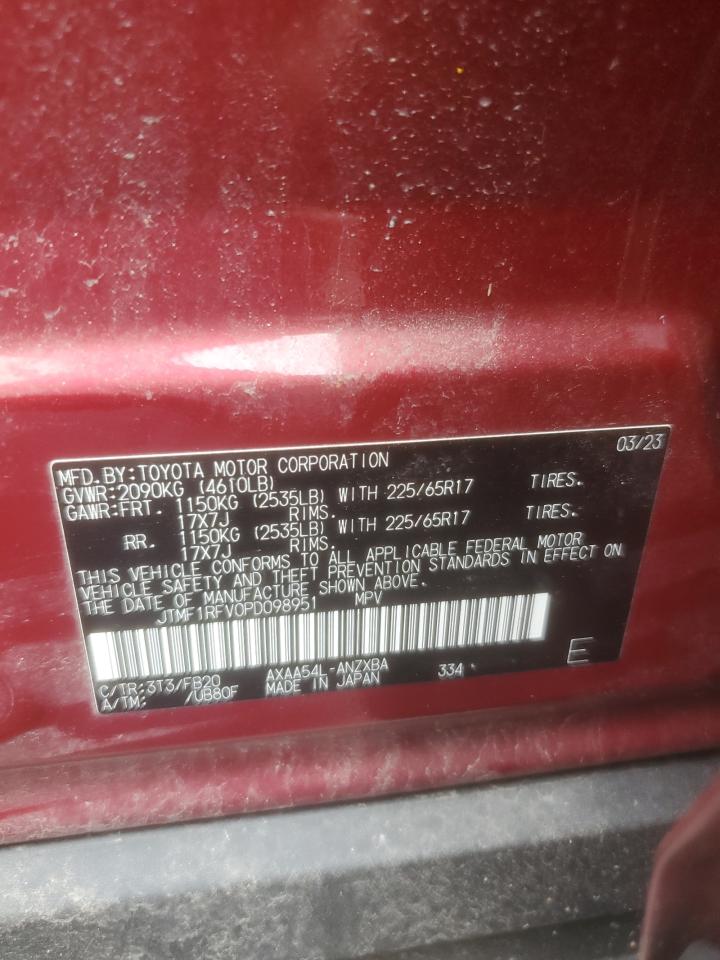 MFD. BY: TOYOTA MOTOR CORPORATION 03/23
GVWR: 2090KG (4610LB)
GAWR: FRT. 1150KG (2535LB) WITH 225/65R17 TIRES.
17X7J RIMS.
RR. 1150KG (2535LB) WITH 225/65R17 TIRES.
17X7J RIMS.
THIS VEHICLE CONFORMS TO ALL APPLICABLE FEDERAL MOTOR
VEHICLE SAFETY AND THEFT PREVENTION STANDARDS IN EFFECT ON
THE DATE OF MANUFACTURE SHOWN ABOVE.
JTMF1RFV0PD098951 MPV
C/TR: 3T3/FB20 AXAA54L-ANZXBA 334 E
A/TM: /UB80F MADE IN JAPAN